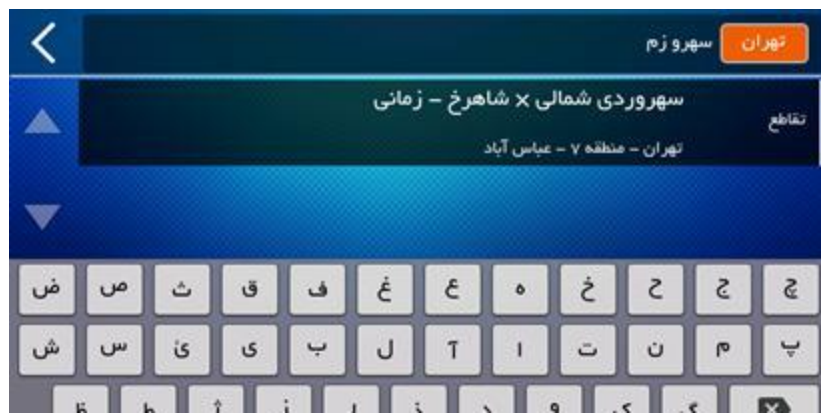 تهران سهرو زم
سهروردی شمالی × شاهرخ - زمانی
تقاطع
تهران - منطقه ۷ - عباس آباد
ض ص ث ق ف غ ع ه خ ح ج چ
ش س ئ ی ب ل آ ا ت ن م پ
ظ ط